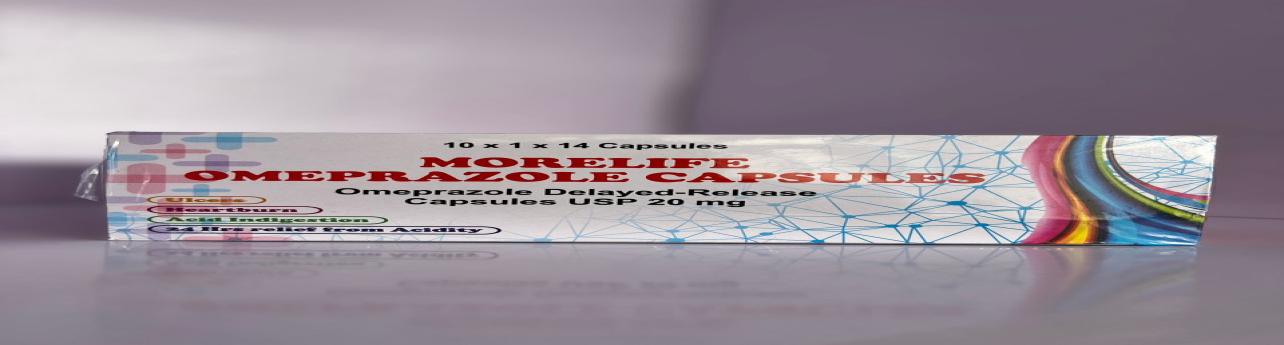 10 x 1 x 14 Capsules
MORELIFE
OMEPRAZOLE CAPSULES
Omeprazole Delayed-Release
Capsules USP 20 mg
Ulcess
Heartburn
Acid Indigestion
24 Hrs relief from Acidity